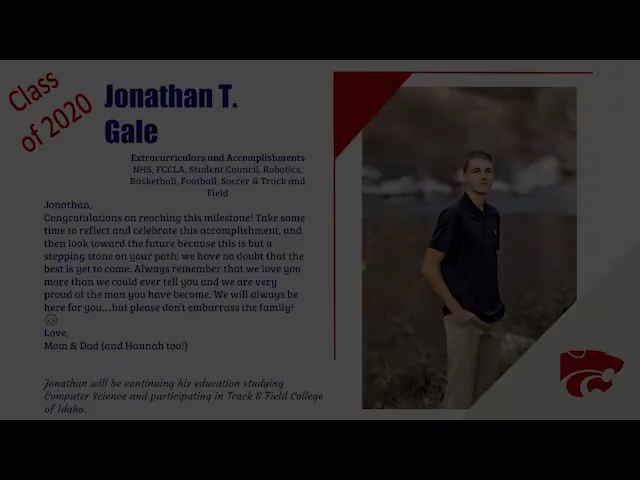 Class
of 2020
Jonathan T.
Gale
Extracurriculars and Accomplishments
NHS, FCCLA, Student Council, Robotics,
Basketball, Football, Soccer & Track and
Field
Jonathan,
Congratulations on reaching this milestone! Take some
time to reflect and celebrate this accomplishment, and
then look toward the future because this is but a
stepping stone on your path; we have no doubt that the
best is yet to come. Always remember that we love you
more than we could ever tell you and we are very
proud of the man you have become. We will always be
here for you....but please don't embarrass the family!
Love,
Mom & Dad (and Hannah too!)
Jonathan will be continuing his education studying
Computer Science and participating in Track & Field College
of Idaho.